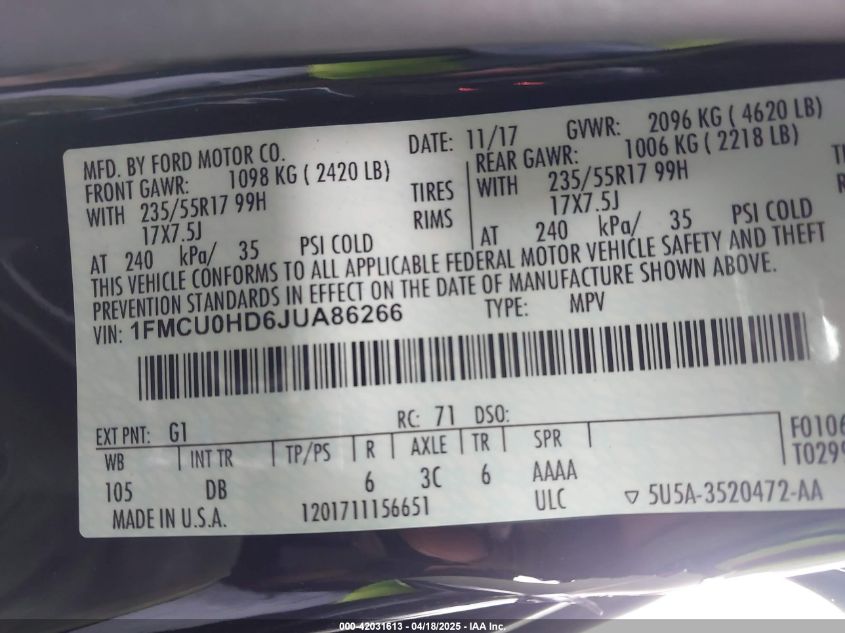 MFD. BY FORD MOTOR CO. DATE: 11/17 GVWR: 2096 KG ( 4620 LB)
FRONT GAWR: 1098 KG ( 2420 LB) REAR GAWR: 1006 KG ( 2218 LB)
WITH 235/55R17 99H TIRES WITH 235/55R17 99H
17X7.5J RIMS 17X7.5J
AT 240 kPa/ 35 PSI COLD AT 240 kPa/ 35 PSI COLD
THIS VEHICLE CONFORMS TO ALL APPLICABLE FEDERAL MOTOR VEHICLE SAFETY AND THEFT
PREVENTION STANDARDS IN EFFECT ON THE DATE OF MANUFACTURE SHOWN ABOVE.
VIN: 1FMCU0HD6JUA86266 TYPE: MPV
EXT PNT: G1 RC: 71 DSO:
WB INT TR TP/PS R AXLE TR SPR
105 DB 6 3C 6 AAAA
MADE IN U.S.A. 1201711156651 ULC ▽ 5U5A-3520472-AA
F0106
000-42031613 - 04/18/2025 - IAA Inc.